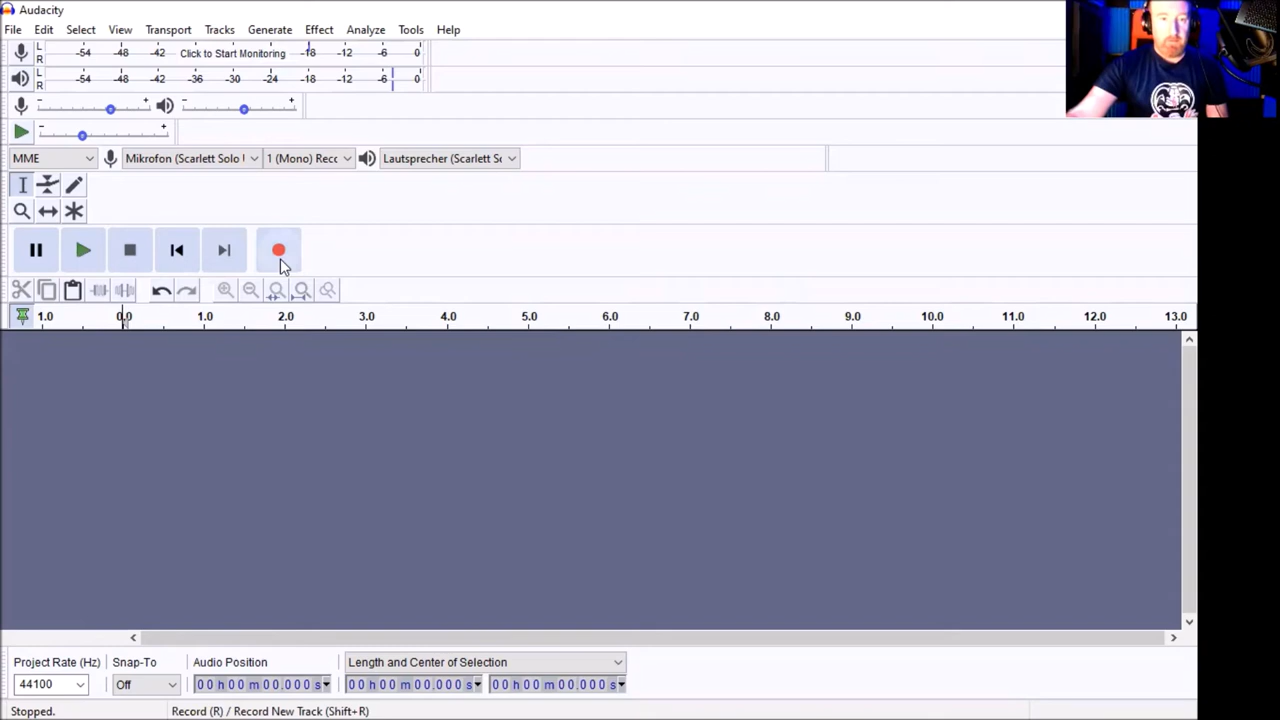 Audacity
File Edit Select View Transport Tracks Generate Effect Analyze Tools Help
L
R
-54 -48 -42 Click to Start Monitoring -18 -12 -6 0
L
R
-54 -48 -42 -36 -30 -24 -18 -12 -6 0
- + - +
- +
MME Mikrofon (Scarlett Solo 1 (Mono) Recc Lautsprecher (Scarlett Sc
1.0 0.0 1.0 2.0 3.0 4.0 5.0 6.0 7.0 8.0 9.0 10.0 11.0 12.0 13.0
Project Rate (Hz) Snap-To Audio Position Length and Center of Selection
44100 Off 00 h 00 m 00.000 s 00 h 00 m 00.000 s 00 h 00 m 00.000 s
Stopped. Record (R) / Record New Track (Shift+R)